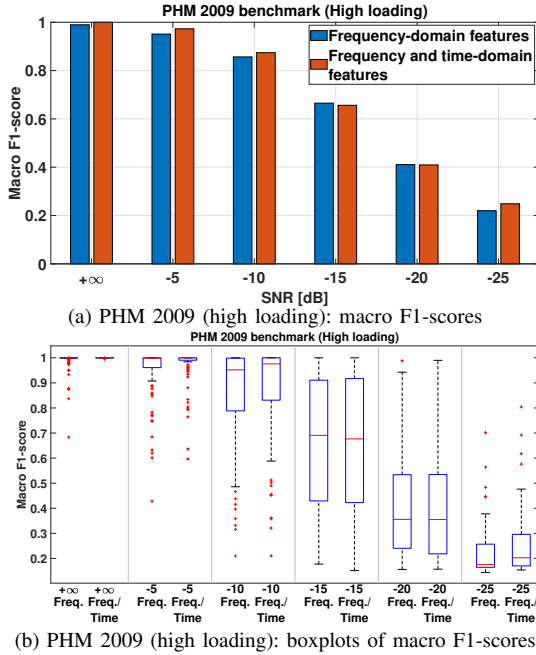 PHM 2009 benchmark (High loading)
Macro F1-score
1
0.8
0.6
0.4
0.2
0
Frequency-domain features
Frequency and time-domain
features
+∞ -5 -10 -15 -20 -25
SNR [dB]
(a) PHM 2009 (high loading): macro F1-scores
PHM 2009 benchmark (High loading)
Macro F1-score
1
0.9
0.8
0.7
0.6
0.5
0.4
0.3
0.2
+∞ +∞ -5 -5 -10 -10 -15 -15 -20 -20 -25 -25
Freq. Freq./ Freq. Freq./ Freq. Freq./ Freq. Freq./ Freq. Freq./ Freq. Freq./
Time Time Time Time Time Time
(b) PHM 2009 (high loading): boxplots of macro F1-scores